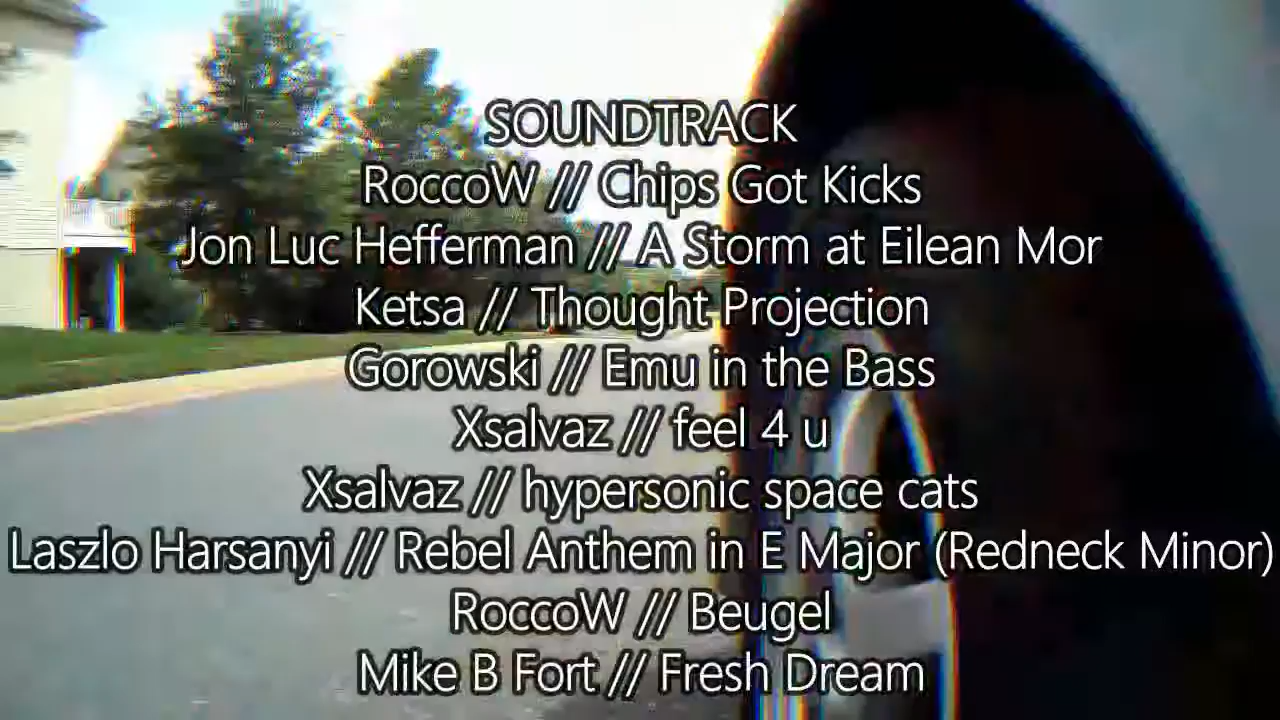 SOUNDTRACK
RoccoW // Chips Got Kicks
Jon Luc Hefferman // A Storm at Eilean Mor
Ketsa // Thought Projection
Gorowski // Emu in the Bass
Xsalvaz // feel 4 u
Xsalvaz // hypersonic space cats
Laszlo Harsanyi // Rebel Anthem in E Major (Redneck Minor)
RoccoW // Beugel
Mike B Fort // Fresh Dream